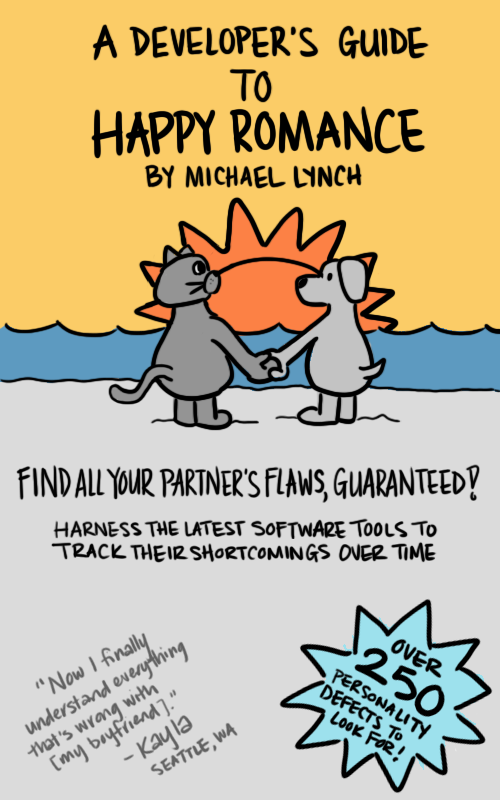 A DEVELOPER'S GUIDE
TO
HAPPY ROMANCE
BY MICHAEL LYNCH
FIND ALL YOUR PARTNER'S FLAWS, GUARANTEED!
HARNESS THE LATEST SOFTWARE TOOLS TO
TRACK THEIR SHORTCOMINGS OVER TIME
"Now I finally
understand everything
that's wrong with
[my boyfriend]."
- Kayla
SEATTLE, WA
OVER
250
PERSONALITY
DEFECTS TO
LOOK FOR!